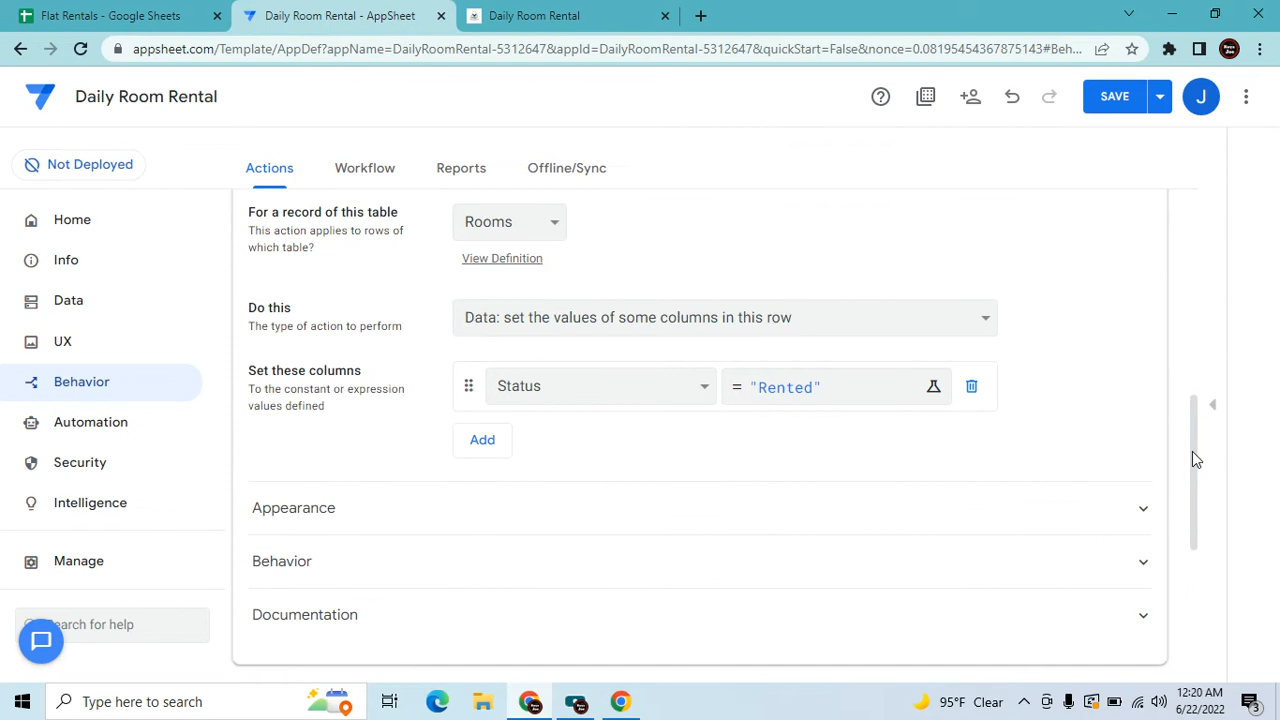 Flat Rentals - Google Sheets
Daily Room Rental - AppSheet
Daily Room Rental
appsheet.com/Template/AppDef?appName=DailyRoomRental-5312647&appId=DailyRoomRental-5312647&quickStart=False&nonce=0.08195454367875143#Beh...
Daily Room Rental
SAVE
J
Not Deployed
Actions
Workflow
Reports
Offline/Sync
Home
Info
Data
UX
Behavior
Automation
Security
Intelligence
Manage
Search for help
For a record of this table
This action applies to rows of
which table?
Rooms
View Definition
Do this
The type of action to perform
Data: set the values of some columns in this row
Set these columns
To the constant or expression
values defined
Status
= "Rented"
Add
Appearance
Behavior
Documentation
Type here to search
95°F Clear
12:20 AM
6/22/2022
3